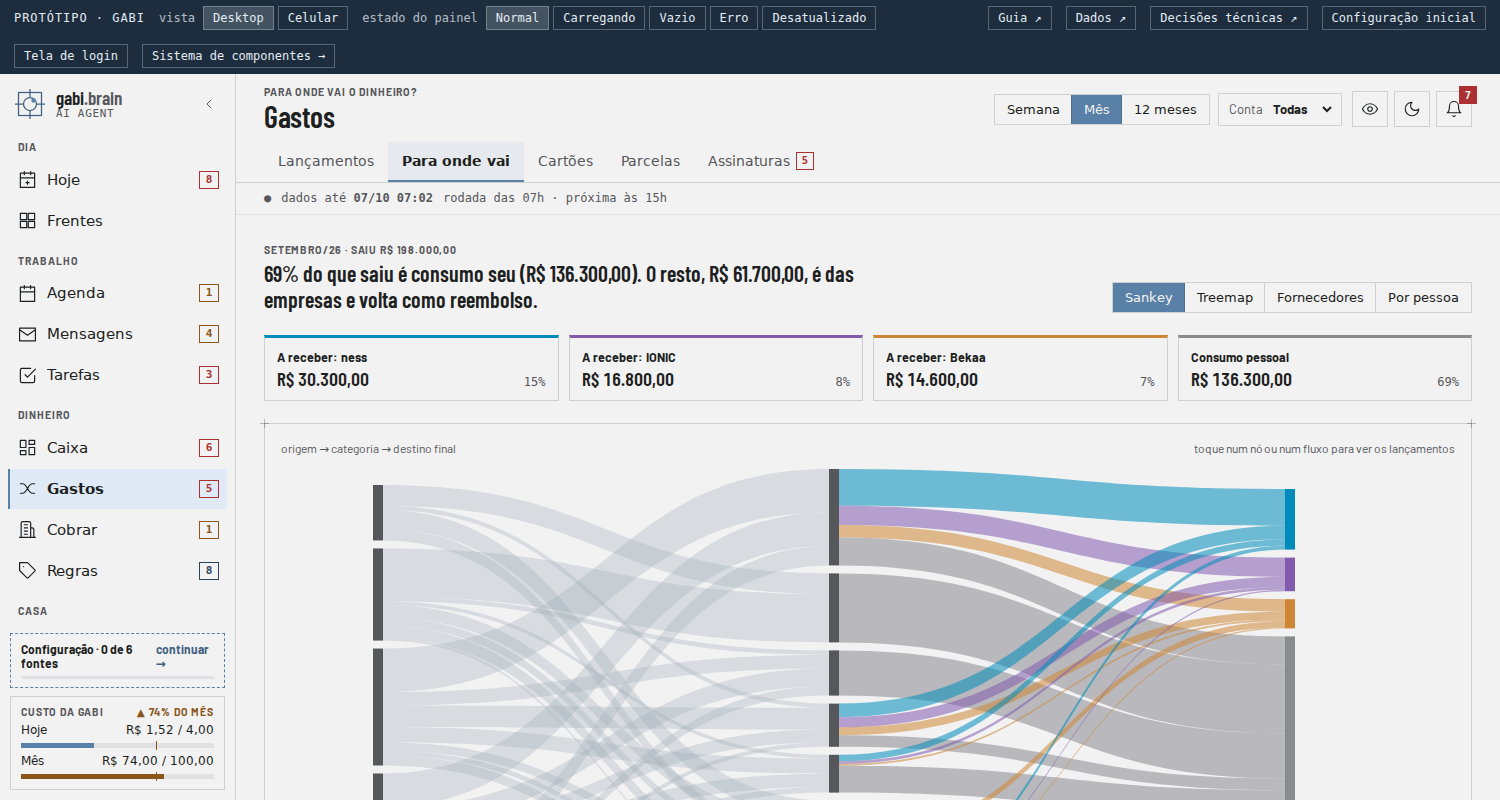 PROTÓTIPO · GABI vista Desktop Celular estado do painel Normal Carregando Vazio Erro Desatualizado Guia ↗ Dados ↗ Decisões técnicas ↗ Configuração inicial
Tela de login Sistema de componentes →
gabi.brain
AI AGENT
DIA
Hoje 8
Frentes
TRABALHO
Agenda 1
Mensagens 4
Tarefas 3
DINHEIRO
Caixa 6
Gastos 5
Cobrar 1
Regras 8
CASA
Configuração · 0 de 6 fontes continuar →
CUSTO DA GABI ▲ 74% DO MÊS
Hoje R$ 1,52 / 4,00
Mês R$ 74,00 / 100,00
PARA ONDE VAI O DINHEIRO?
Gastos
Semana Mês 12 meses Conta Todas 7
Lançamentos Para onde vai Cartões Parcelas Assinaturas 5
● dados até 07/10 07:02 rodada das 07h · próxima às 15h
SETEMBRO/26 · SAIU R$ 198.000,00
69% do que saiu é consumo seu (R$ 136.300,00). O resto, R$ 61.700,00, é das
empresas e volta como reembolso.
Sankey Treemap Fornecedores Por pessoa
A receber: ness
R$ 30.300,00 15%
A receber: IONIC
R$ 16.800,00 8%
A receber: Bekaa
R$ 14.600,00 7%
Consumo pessoal
R$ 136.300,00 69%
origem → categoria → destino final
toque num nó ou num fluxo para ver os lançamentos